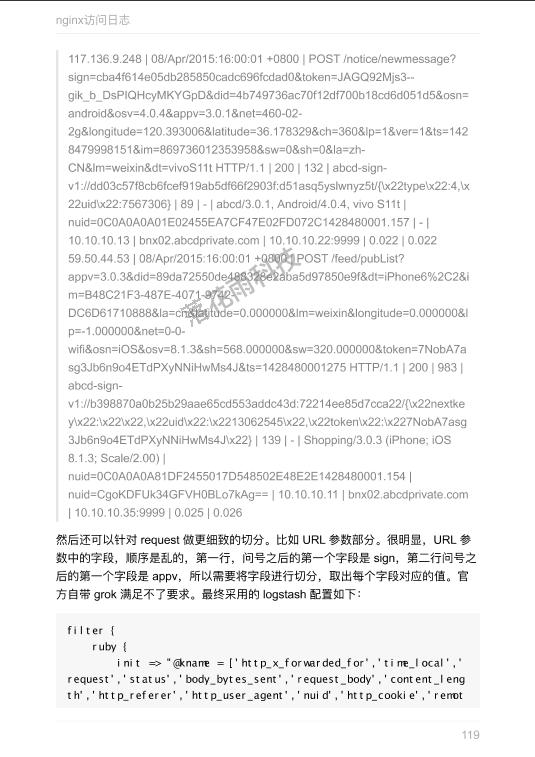 nginx访问日志
117.136.9.248 | 08/Apr/2015:16:00:01 +0800 | POST /notice/newmessage?
sign=cba4f614e05db285850cadc696fcdad0&token=JAGQ92Mjs3--
gik_b_DsPIQHcyMKYGpD&did=4b749736ac70f12df700b18cd6d051d5&osn=
android&osv=4.0.4&appv=3.0.1&net=460-02-
2g&longitude=120.393006&latitude=36.178329&ch=360&lp=1&ver=1&ts=142
8479998151&im=869736012353958&sw=0&sh=0&la=zh-
CN&lm=weixin&dt=vivoS11t HTTP/1.1 | 200 | 132 | abcd-sign-
v1://dd03c57f8cb6fcef919ab5df66f2903f:d51asq5yslwnyz5t/{\x22type\x22:4,\x
22uid\x22:7567306} | 89 | - | abcd/3.0.1, Android/4.0.4, vivo S11t |
nuid=0C0A0A0A01E02455EA7CF47E02FD072C1428480001.157 | - |
10.10.10.13 | bnx02.abcdprivate.com | 10.10.10.22:9999 | 0.022 | 0.022
59.50.44.53 | 08/Apr/2015:16:00:01 +0800 | POST /feed/pubList?
appv=3.0.3&did=89da72550de488328e2aba5d97850e9f&dt=iPhone6%2C2&i
m=B48C21F3-487E-4071-9742-
DC6D61710888&la=cn&latitude=0.000000&lm=weixin&longitude=0.000000&l
p=-1.000000&net=0-0-
wifi&osn=iOS&osv=8.1.3&sh=568.000000&sw=320.000000&token=7NobA7a
sg3Jb6n9o4ETdPXyNNiHwMs4J&ts=1428480001275 HTTP/1.1 | 200 | 983 |
abcd-sign-
v1://b398870a0b25b29aae65cd553addc43d:72214ee85d7cca22/{\x22nextke
y\x22:\x22\x22,\x22uid\x22:\x2213062545\x22,\x22token\x22:\x227NobA7asg
3Jb6n9o4ETdPXyNNiHwMs4J\x22} | 139 | - | Shopping/3.0.3 (iPhone; iOS
8.1.3; Scale/2.00) |
nuid=0C0A0A0A81DF2455017D548502E48E2E1428480001.154 |
nuid=CgoKDFUk34GFVH0BLo7kAg== | 10.10.10.11 | bnx02.abcdprivate.com
| 10.10.10.35:9999 | 0.025 | 0.026
落花雨科技
然后还可以针对 request 做更细致的切分。比如 URL 参数部分。很明显，URL 参
数中的字段，顺序是乱的，第一行，问号之后的第一个字段是 sign，第二行问号之
后的第一个字段是 appv，所以需要将字段进行切分，取出每个字段对应的值。官
方自带 grok 满足不了要求。最终采用的 logstash 配置如下：
filter {
ruby {
init => "@kname = ['http_x_forwarded_for','time_local','
request','status','body_bytes_sent','request_body','content_leng
th','http_referer','http_user_agent','nuid','http_cookie','remot
119